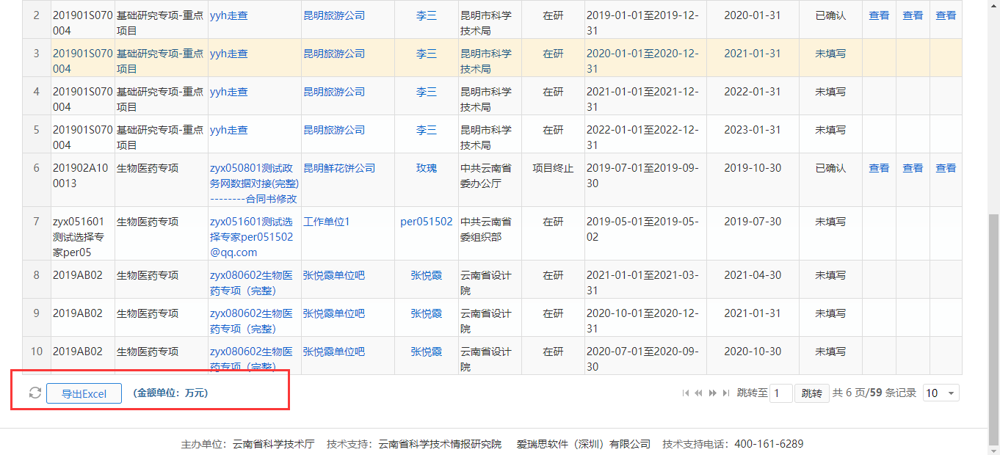 2 201901S070 基础研究专项-重点 yyh走查 昆明旅游公司 李三 昆明市科学 在研 2019-01-01至2019-12- 2020-01-31 已确认 查看 查看 查看
004 项目 技术局 31
3 201901S070 基础研究专项-重点 yyh走查 昆明旅游公司 李三 昆明市科学 在研 2020-01-01至2020-12- 2021-01-31 未填写
004 项目 技术局 31
4 201901S070 基础研究专项-重点 yyh走查 昆明旅游公司 李三 昆明市科学 在研 2021-01-01至2021-12- 2022-01-31 未填写
004 项目 技术局 31
5 201901S070 基础研究专项-重点 yyh走查 昆明旅游公司 李三 昆明市科学 在研 2022-01-01至2022-12- 2023-01-31 未填写
004 项目 技术局 31
6 201902A10 生物医药专项 zyx050801测试政 昆明鲜花饼公司 玫瑰 中共云南省 项目终止 2019-07-01至2019-09- 2019-10-30 已确认 查看 查看 查看
0013 务网数据对接(完整) 委办公厅 30
--------合同书修改
7 zyx051601 生物医药专项 zyx051601测试选 工作单位1 per051502 中共云南省 在研 2019-05-01至2019-05- 2019-07-30 未填写
测试选择专 择专家per051502 委组织部 02
家per05 @qq.com
8 2019AB02 生物医药专项 zyx080602生物医 张悦霞单位吧 张悦霞 云南省设计 在研 2021-01-01至2021-03- 2021-04-30 未填写
药专项（完整） 院 31
9 2019AB02 生物医药专项 zyx080602生物医 张悦霞单位吧 张悦霞 云南省设计 在研 2020-10-01至2020-12- 2021-01-31 未填写
药专项（完整） 院 31
10 2019AB02 生物医药专项 zyx080602生物医 张悦霞单位吧 张悦霞 云南省设计 在研 2020-07-01至2020-09- 2020-10-30 未填写
药专项（完整） 院 30
导出Excel （金额单位：万元） 跳转至 1 跳转 共 6 页/59 条记录 10
主办单位：云南省科学技术厅 技术支持：云南省科学技术情报研究院 爱瑞思软件（深圳）有限公司 技术支持电话：400-161-6289